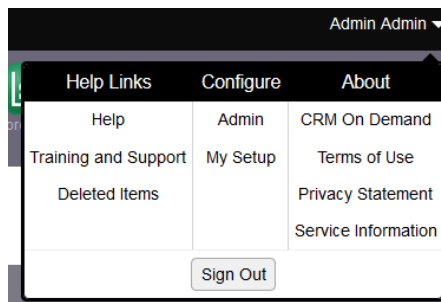 Admin Admin
Help Links Configure About
Help Admin CRM On Demand
Training and Support My Setup Terms of Use
Deleted Items Privacy Statement
Service Information
Sign Out